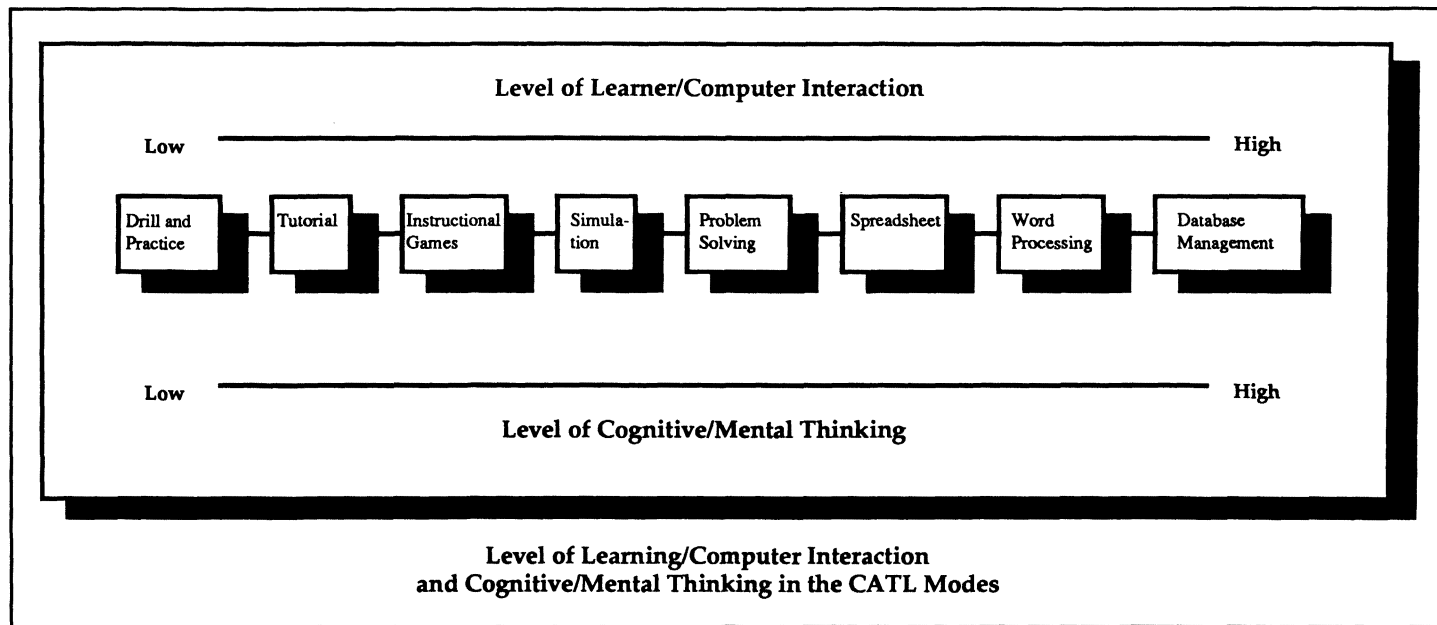 Level of Learner/Computer Interaction
Low
High
Drill and
Practice
Tutorial
Instructional
Games
Simula-
tion
Problem
Solving
Spreadsheet
Word
Processing
Database
Management
Low
High
Level of Cognitive/Mental Thinking
Level of Learning/Computer Interaction
and Cognitive/Mental Thinking in the CATL Modes